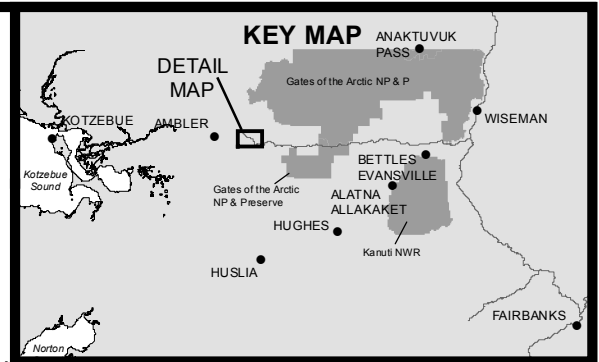 KEY MAP
ANAKTUVUK
PASS
DETAIL
MAP
Gates of the Arctic NP & P
KOTZEBUE
AMBLER
WISEMAN
Kotzebue
Sound
BETTLES
EVANSVILLE
Gates of the Arctic
NP & Preserve
ALATNA
ALLAKAKET
HUGHES
Kanuti NWR
HUSLIA
FAIRBANKS
Norton